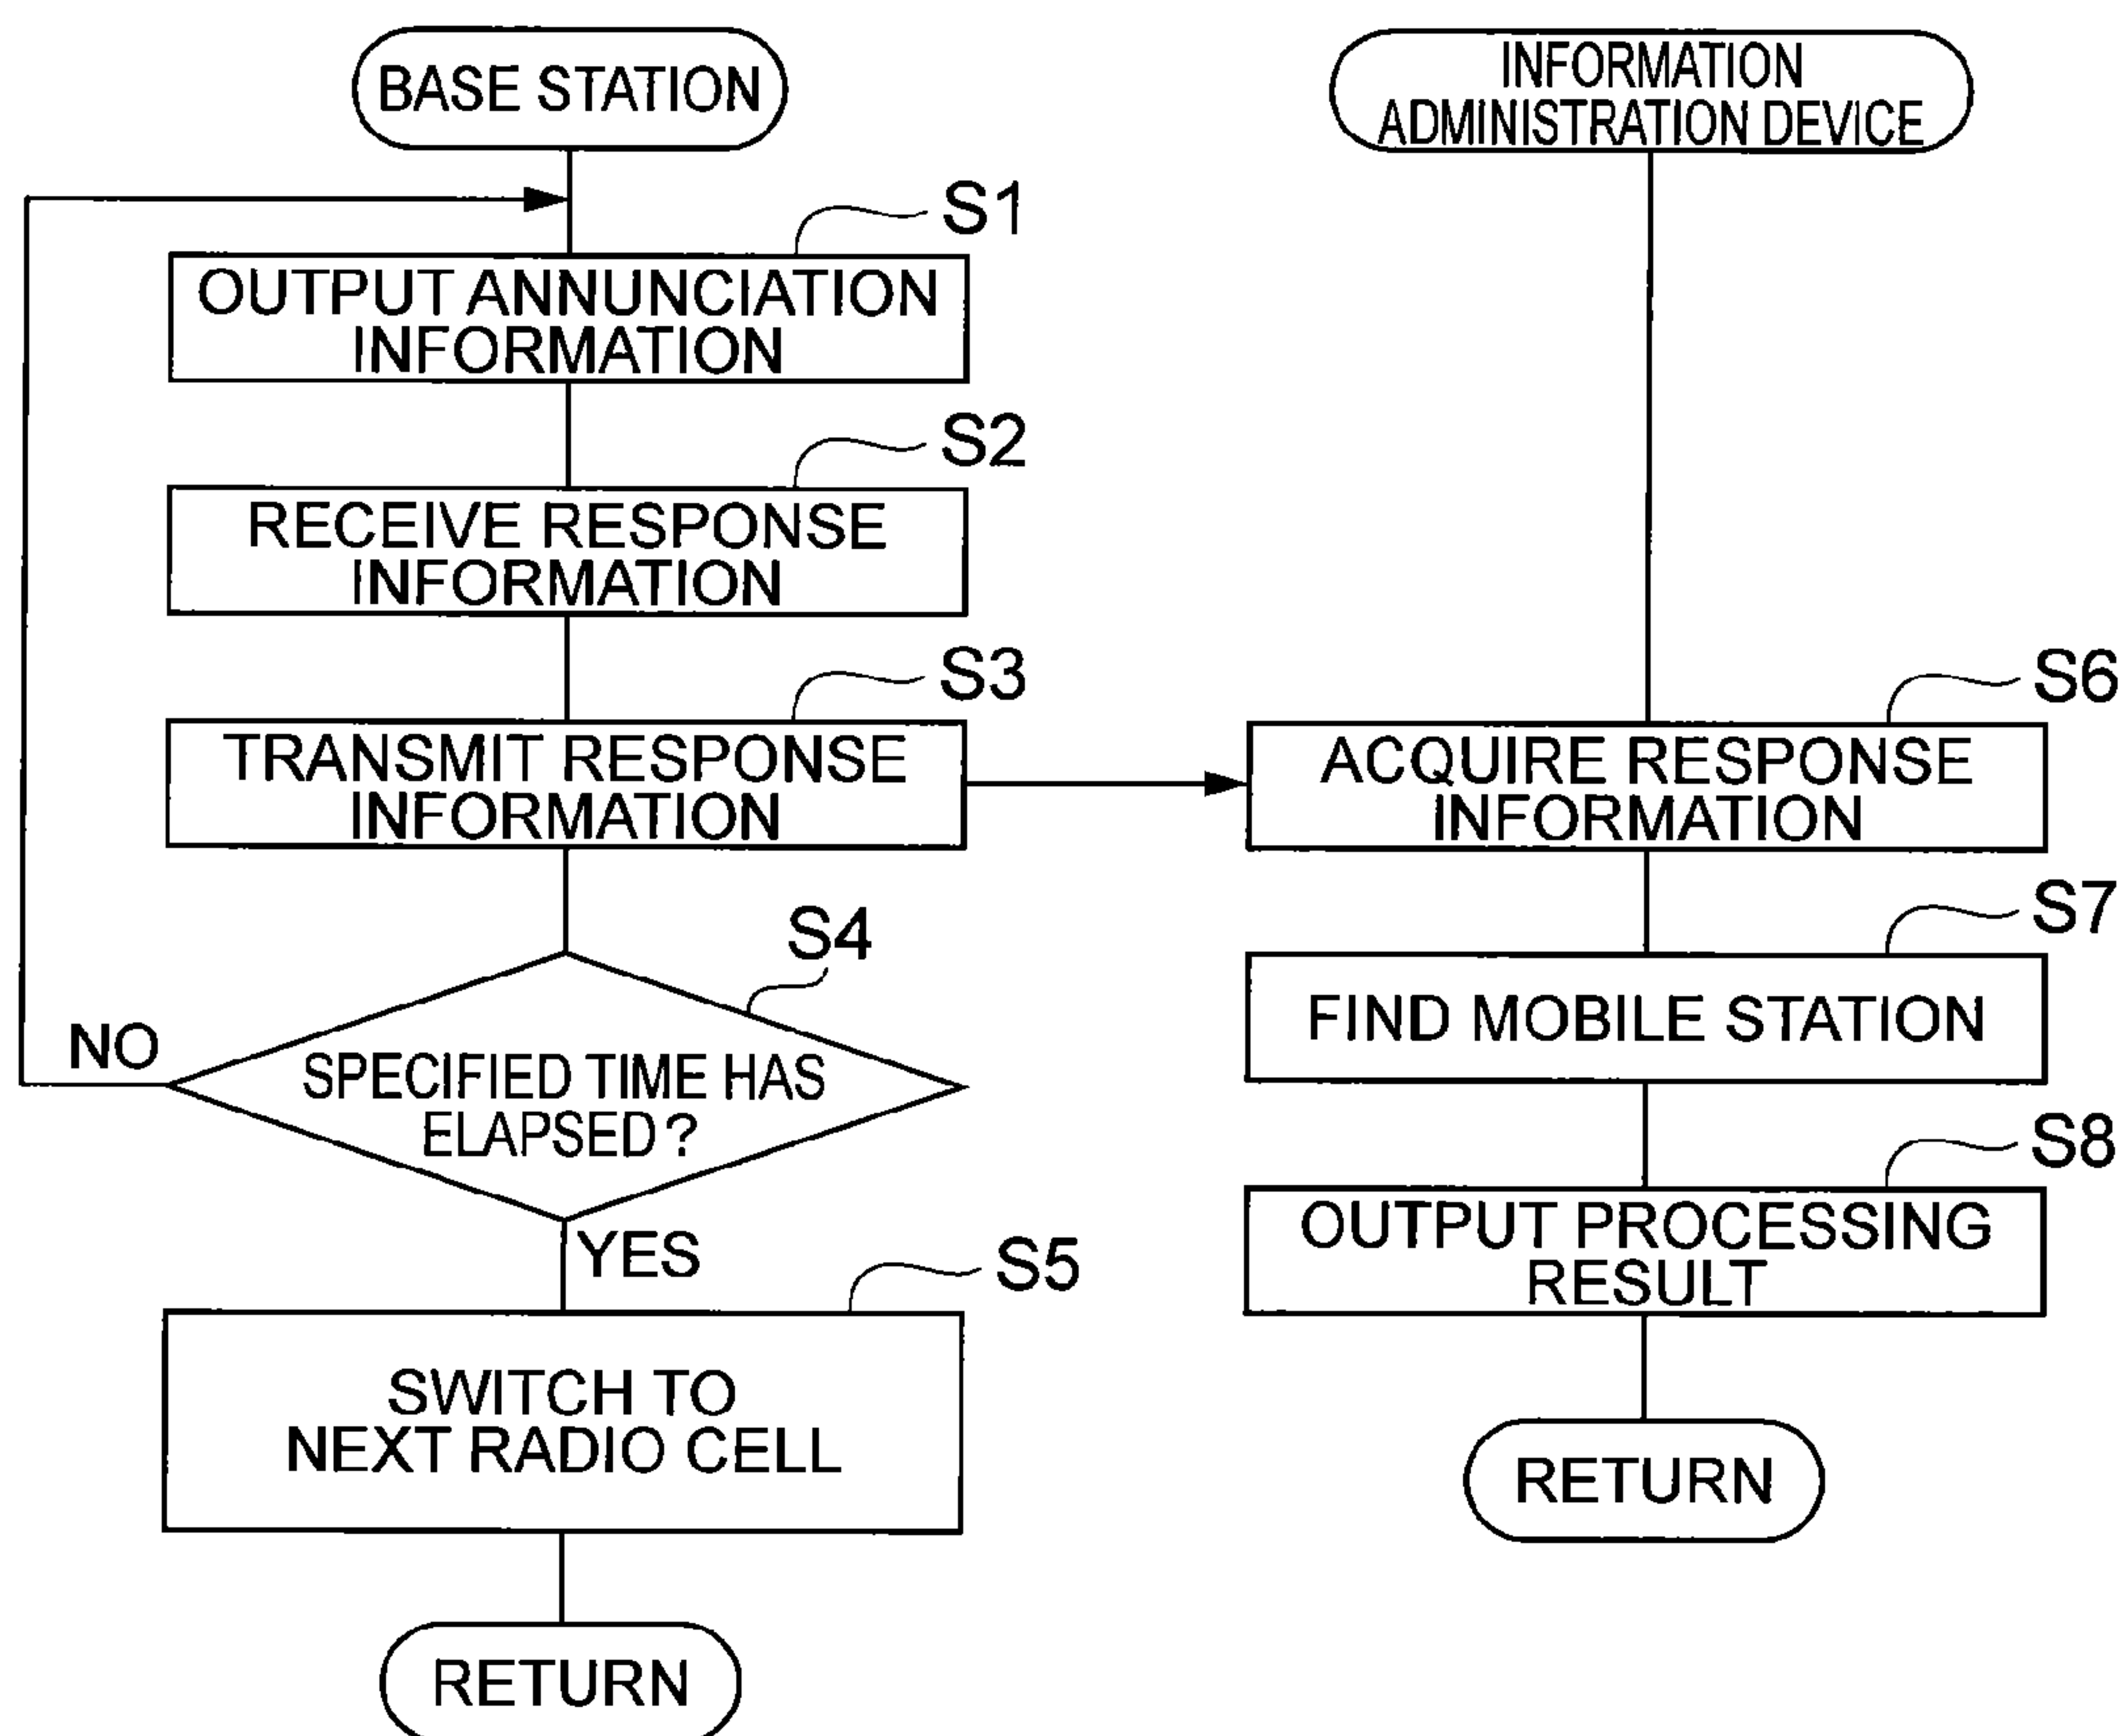 BASE STATION
S1
OUTPUT ANNUNCIATION
INFORMATION
S2
RECEIVE RESPONSE
INFORMATION
S3
TRANSMIT RESPONSE
INFORMATION
S4
NO
SPECIFIED TIME HAS
ELAPSED?
YES
S5
SWITCH TO
NEXT RADIO CELL
RETURN
INFORMATION
ADMINISTRATION DEVICE
S6
ACQUIRE RESPONSE
INFORMATION
S7
FIND MOBILE STATION
S8
OUTPUT PROCESSING
RESULT
RETURN